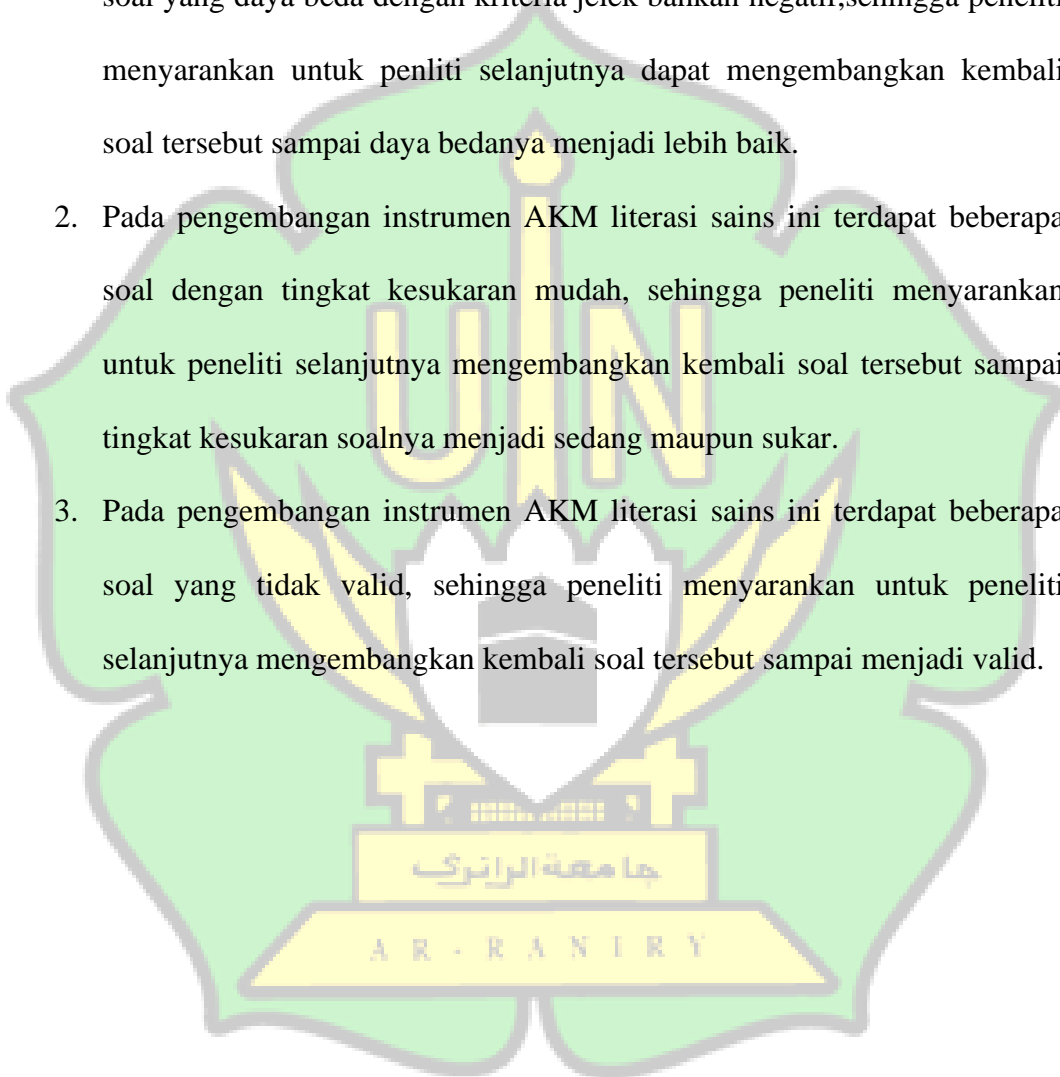 soal yang daya beda dengan kriteria jelek bahkan negatif,sehingga peneliti
menyarankan untuk penliti selanjutnya dapat mengembangkan kembali
soal tersebut sampai daya bedanya menjadi lebih baik.
2. Pada pengembangan instrumen AKM literasi sains ini terdapat beberapa
soal dengan tingkat kesukaran mudah, sehingga peneliti menyarankan
untuk peneliti selanjutnya mengembangkan kembali soal tersebut sampai
tingkat kesukaran soalnya menjadi sedang maupun sukar.
3. Pada pengembangan instrumen AKM literasi sains ini terdapat beberapa
soal yang tidak valid, sehingga peneliti menyarankan untuk peneliti
selanjutnya mengembangkan kembali soal tersebut sampai menjadi valid.
UIN
جامعة الرانري
AR-RANIRY